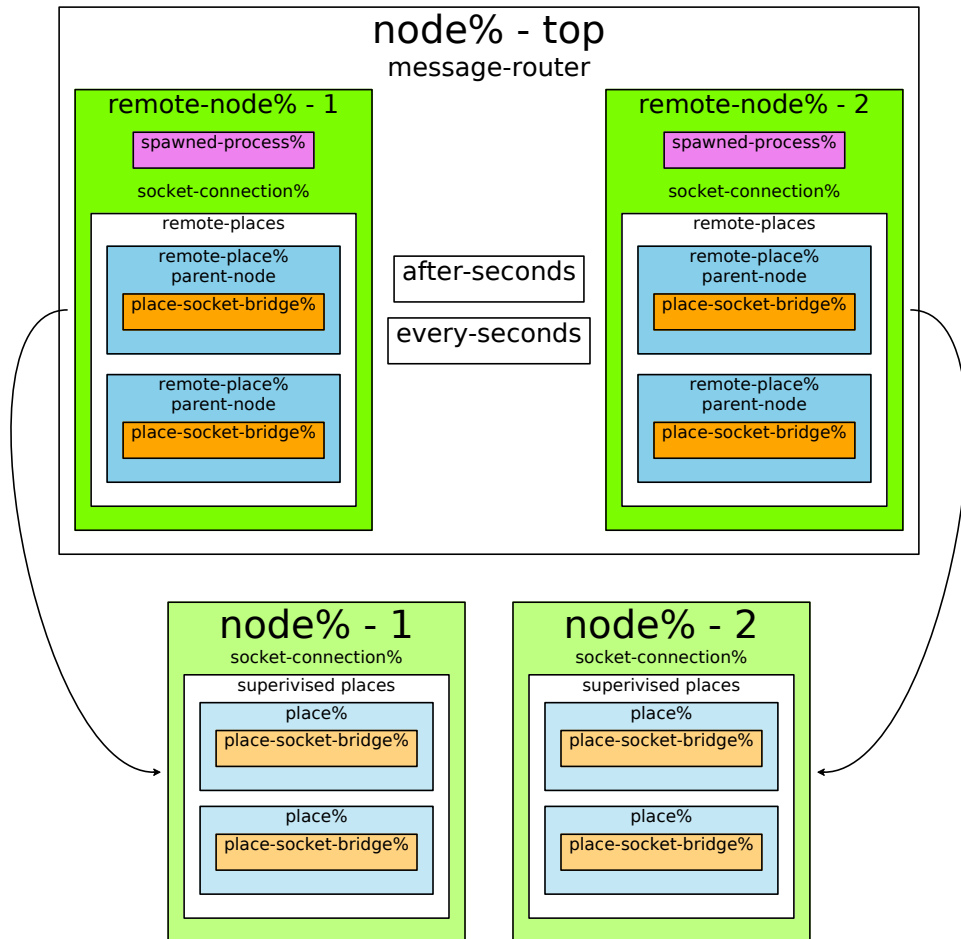 node% - top
message-router
remote-node% - 1
spawned-process%
socket-connection%
remote-places
remote-place%
parent-node
place-socket-bridge%
remote-place%
parent-node
place-socket-bridge%
after-seconds
every-seconds
remote-node% - 2
spawned-process%
socket-connection%
remote-places
remote-place%
parent-node
place-socket-bridge%
remote-place%
parent-node
place-socket-bridge%
node% - 1
socket-connection%
superivised places
place%
place-socket-bridge%
place%
place-socket-bridge%
node% - 2
socket-connection%
superivised places
place%
place-socket-bridge%
place%
place-socket-bridge%